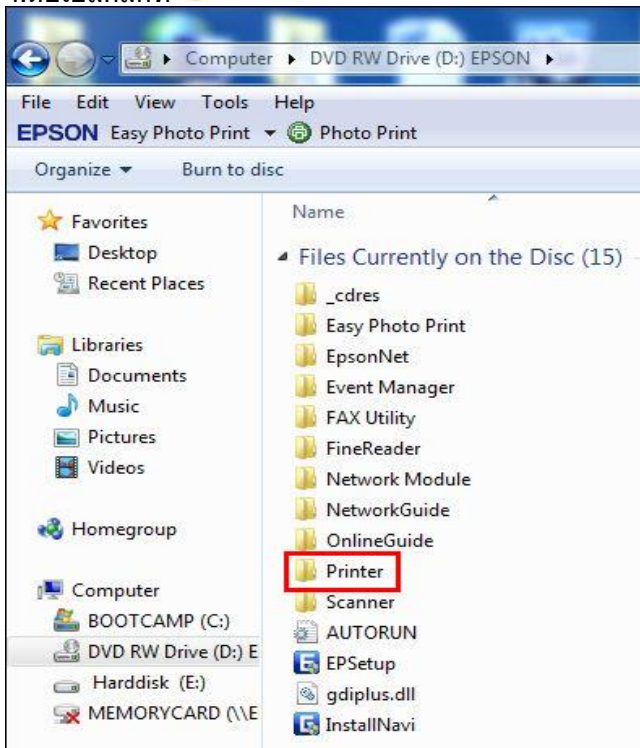 Computer ▸ DVD RW Drive (D:) EPSON ▸
File Edit View Tools Help
EPSON Easy Photo Print Photo Print
Organize Burn to disc
Favorites
Desktop
Recent Places
Libraries
Documents
Music
Pictures
Videos
Homegroup
Computer
BOOTCAMP (C:)
DVD RW Drive (D:) E
Harddisk (E:)
MEMORYCARD (\\E
Name
Files Currently on the Disc (15)
_cdres
Easy Photo Print
EpsonNet
Event Manager
FAX Utility
FineReader
Network Module
NetworkGuide
OnlineGuide
Printer
Scanner
AUTORUN
EPSetup
gdiplus.dll
InstallNavi